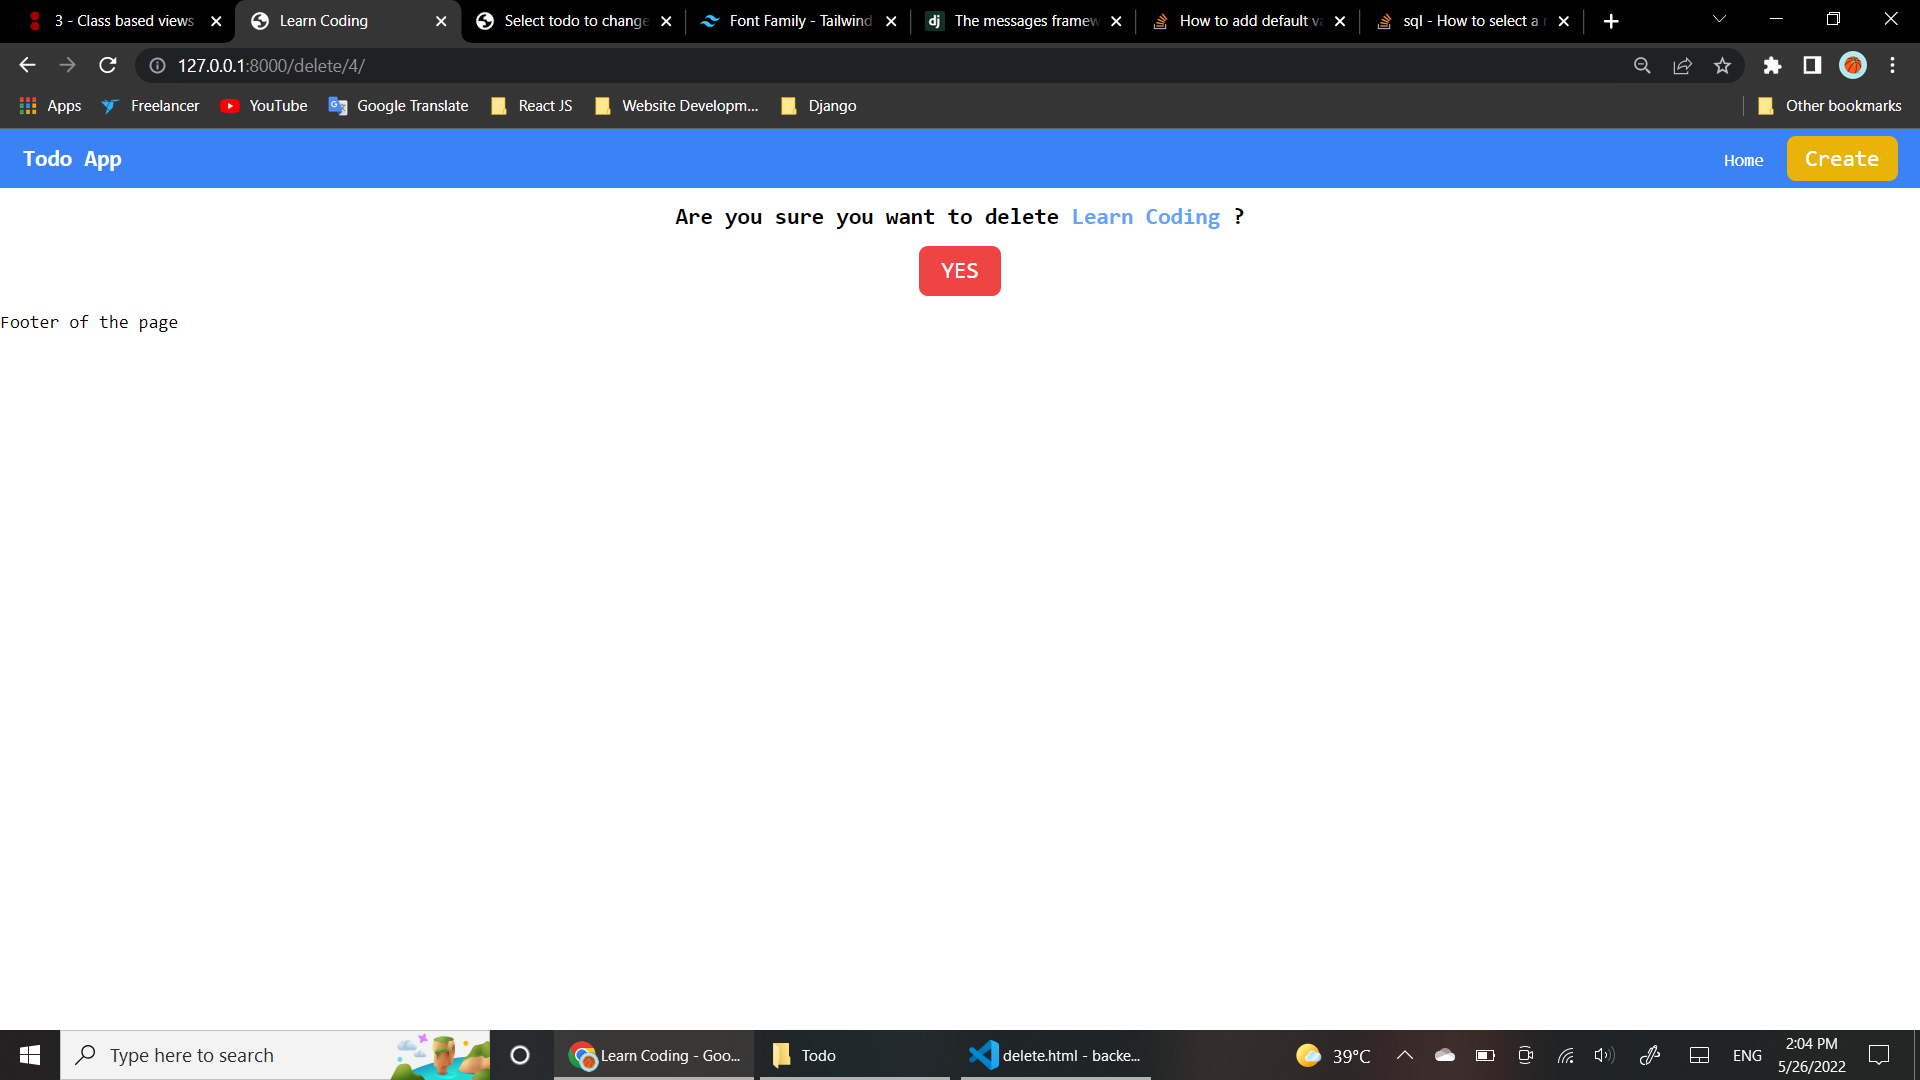 3 - Class based views
Learn Coding
Select todo to change
Font Family - Tailwind
The messages framew
How to add default va
sql - How to select a r
127.0.0.1:8000/delete/4/
Apps
Freelancer
YouTube
Google Translate
React JS
Website Developm...
Django
Other bookmarks
Todo App
Home
Create
Are you sure you want to delete Learn Coding ?
YES
Footer of the page
Type here to search
Learn Coding - Goo...
Todo
delete.html - backe...
39°C
ENG
2:04 PM
5/26/2022